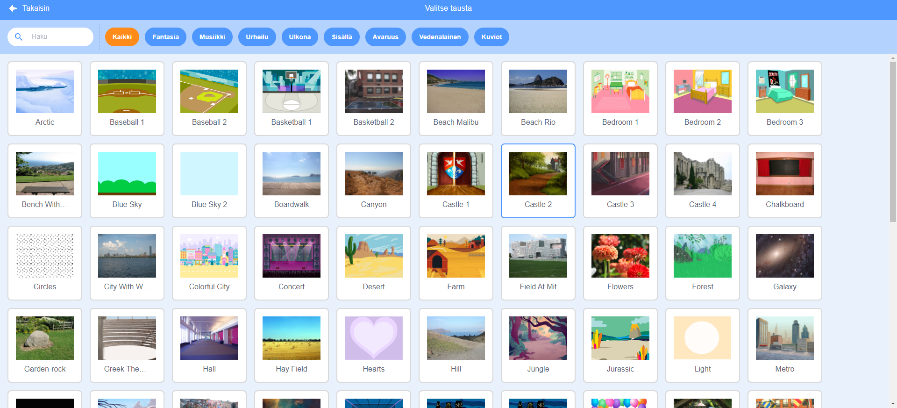 Takaisin
Valitse tausta
Haku
Kaikki
Fantasia
Musiikki
Urheilu
Ulkona
Sisällä
Avaruus
Vedenalainen
Kuviot
Arctic
Baseball 1
Baseball 2
Basketball 1
Basketball 2
Beach Malibu
Beach Rio
Bedroom 1
Bedroom 2
Bedroom 3
Bench With...
Blue Sky
Blue Sky 2
Boardwalk
Canyon
Castle 1
Castle 2
Castle 3
Castle 4
Chalkboard
Circles
City With W
Colorful City
Concert
Desert
Farm
Field At Mit
Flowers
Forest
Galaxy
Garden rock
Greek The...
Hall
Hay Field
Hearts
Hill
Jungle
Jurassic
Light
Metro